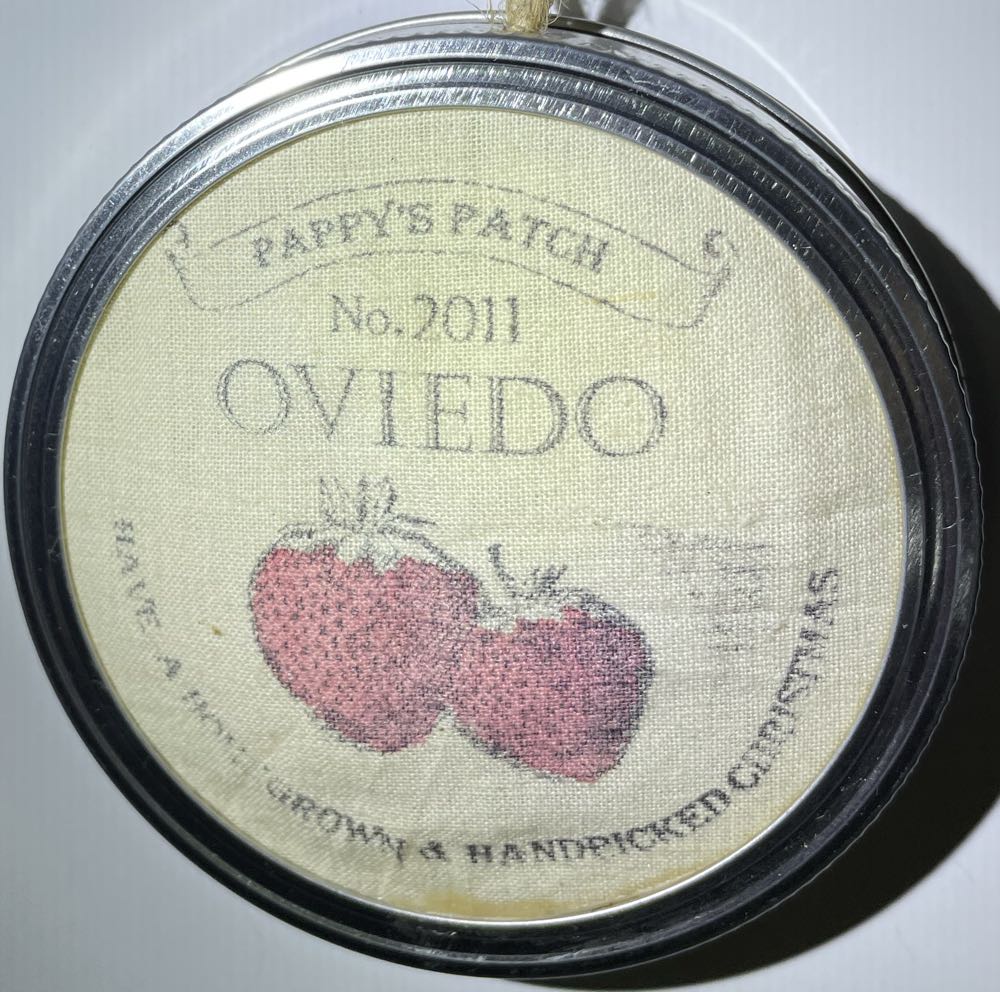 PAPPY'S PATCH
No. 2011
OVIEDO
HAVE A GROWN & HANDPICKED CHRISTMAS